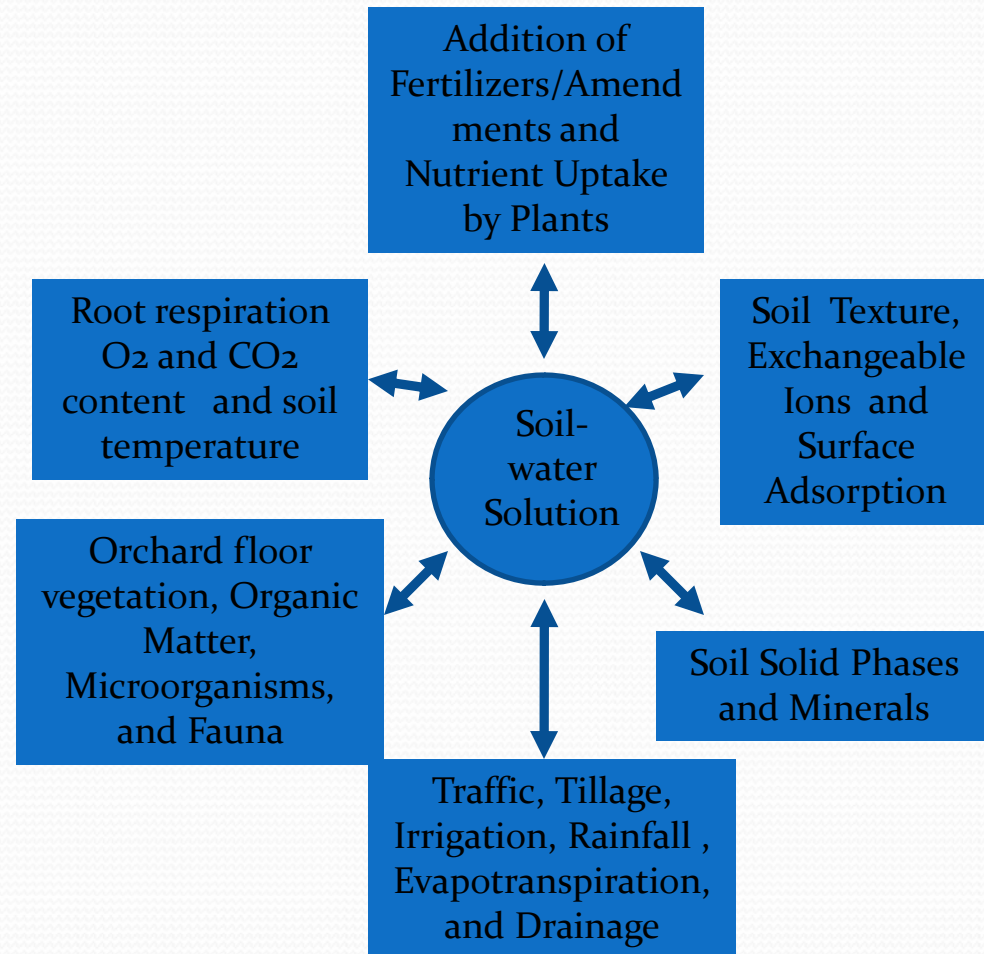 Addition of
Fertilizers/Amend
ments and
Nutrient Uptake
by Plants
Root respiration
O2 and CO2
content and soil
temperature
Soil Texture,
Exchangeable
Ions and
Surface
Adsorption
Soil-
water
Solution
Orchard floor
vegetation, Organic
Matter,
Microorganisms,
and Fauna
Soil Solid Phases
and Minerals
Traffic, Tillage,
Irrigation, Rainfall ,
Evapotranspiration,
and Drainage